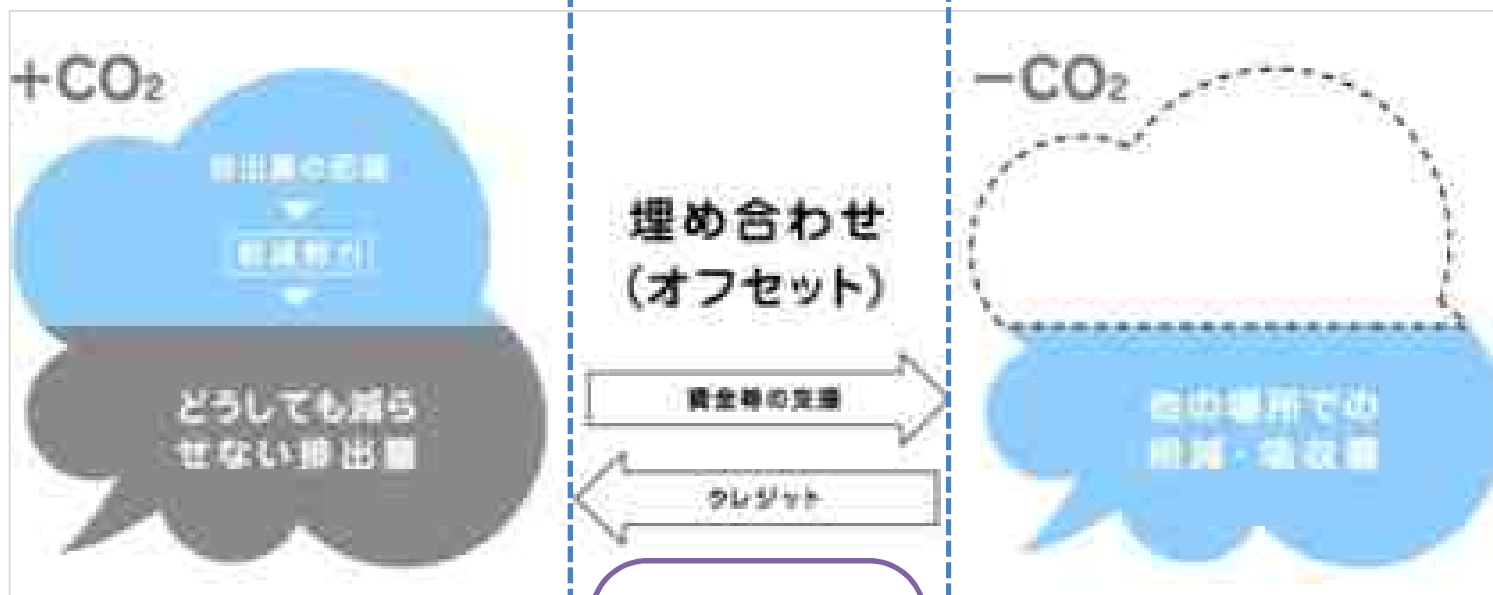 +CO₂
排出量の把握
削減努力
どうしても減ら
せない排出量
埋め合わせ
(オフセット)
資金等の支援
クレジット
−CO₂
他の場所での
削減・吸収量